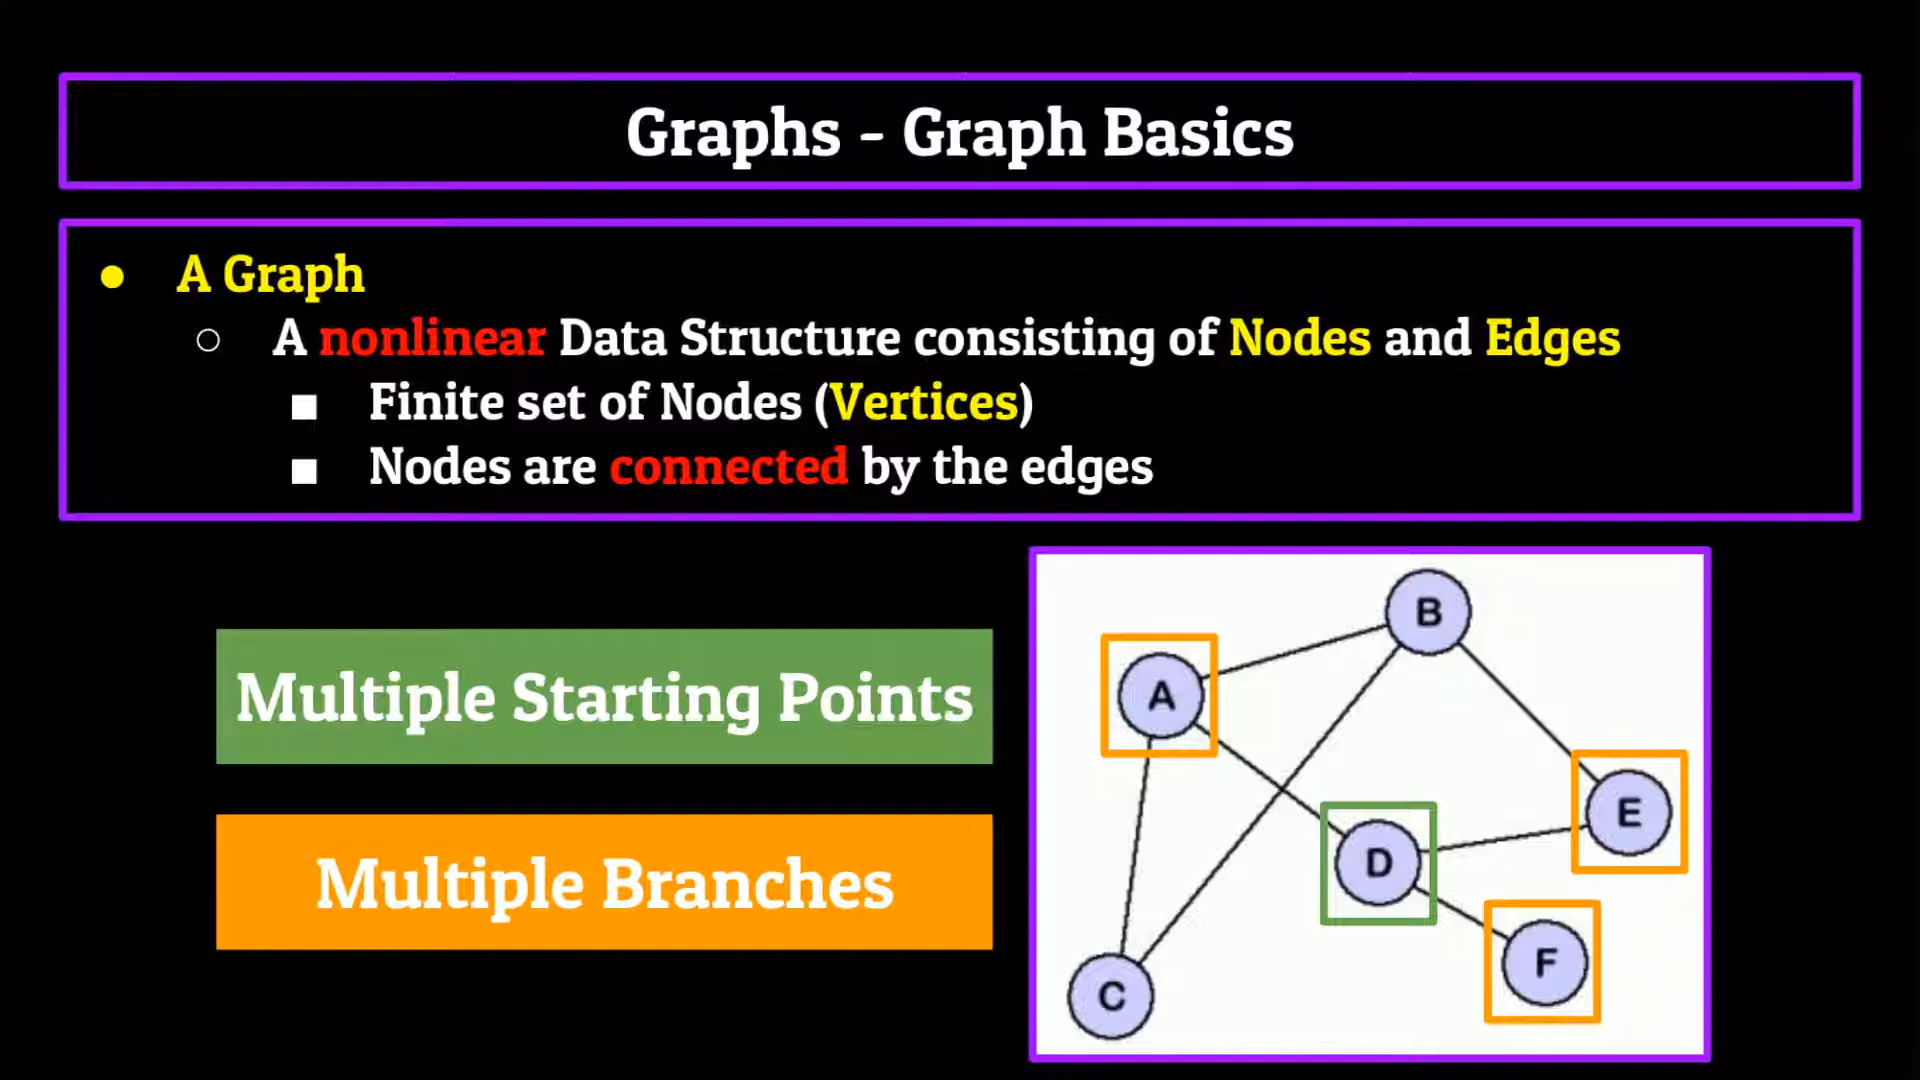 Graphs - Graph Basics
● A Graph
○ A nonlinear Data Structure consisting of Nodes and Edges
■ Finite set of Nodes (Vertices)
■ Nodes are connected by the edges
Multiple Starting Points
Multiple Branches
B
A
E
D
F
C